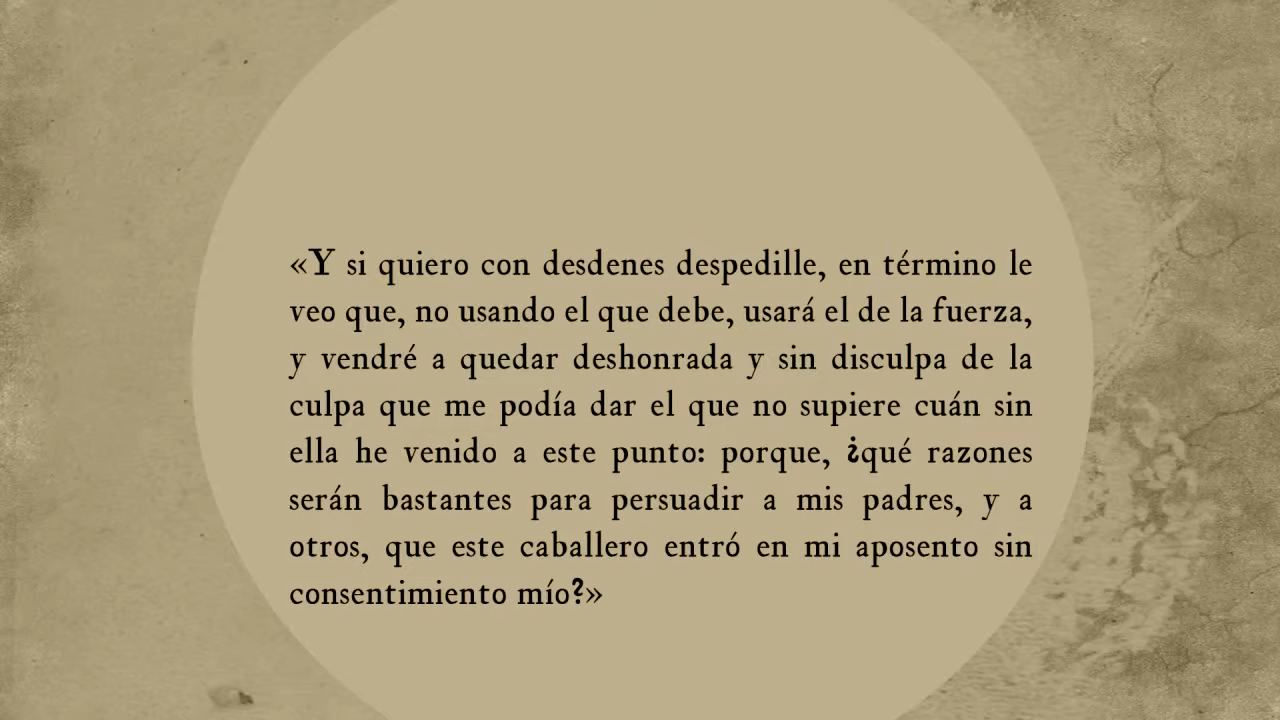 «Y si quiero con desdenes despedille, en término le
veo que, no usando el que debe, usará el de la fuerza,
y vendré a quedar deshonrada y sin disculpa de la
culpa que me podía dar el que no supiere cuán sin
ella he venido a este punto: porque, ¿qué razones
serán bastantes para persuadir a mis padres, y a
otros, que este caballero entró en mi aposento sin
consentimiento mío?»